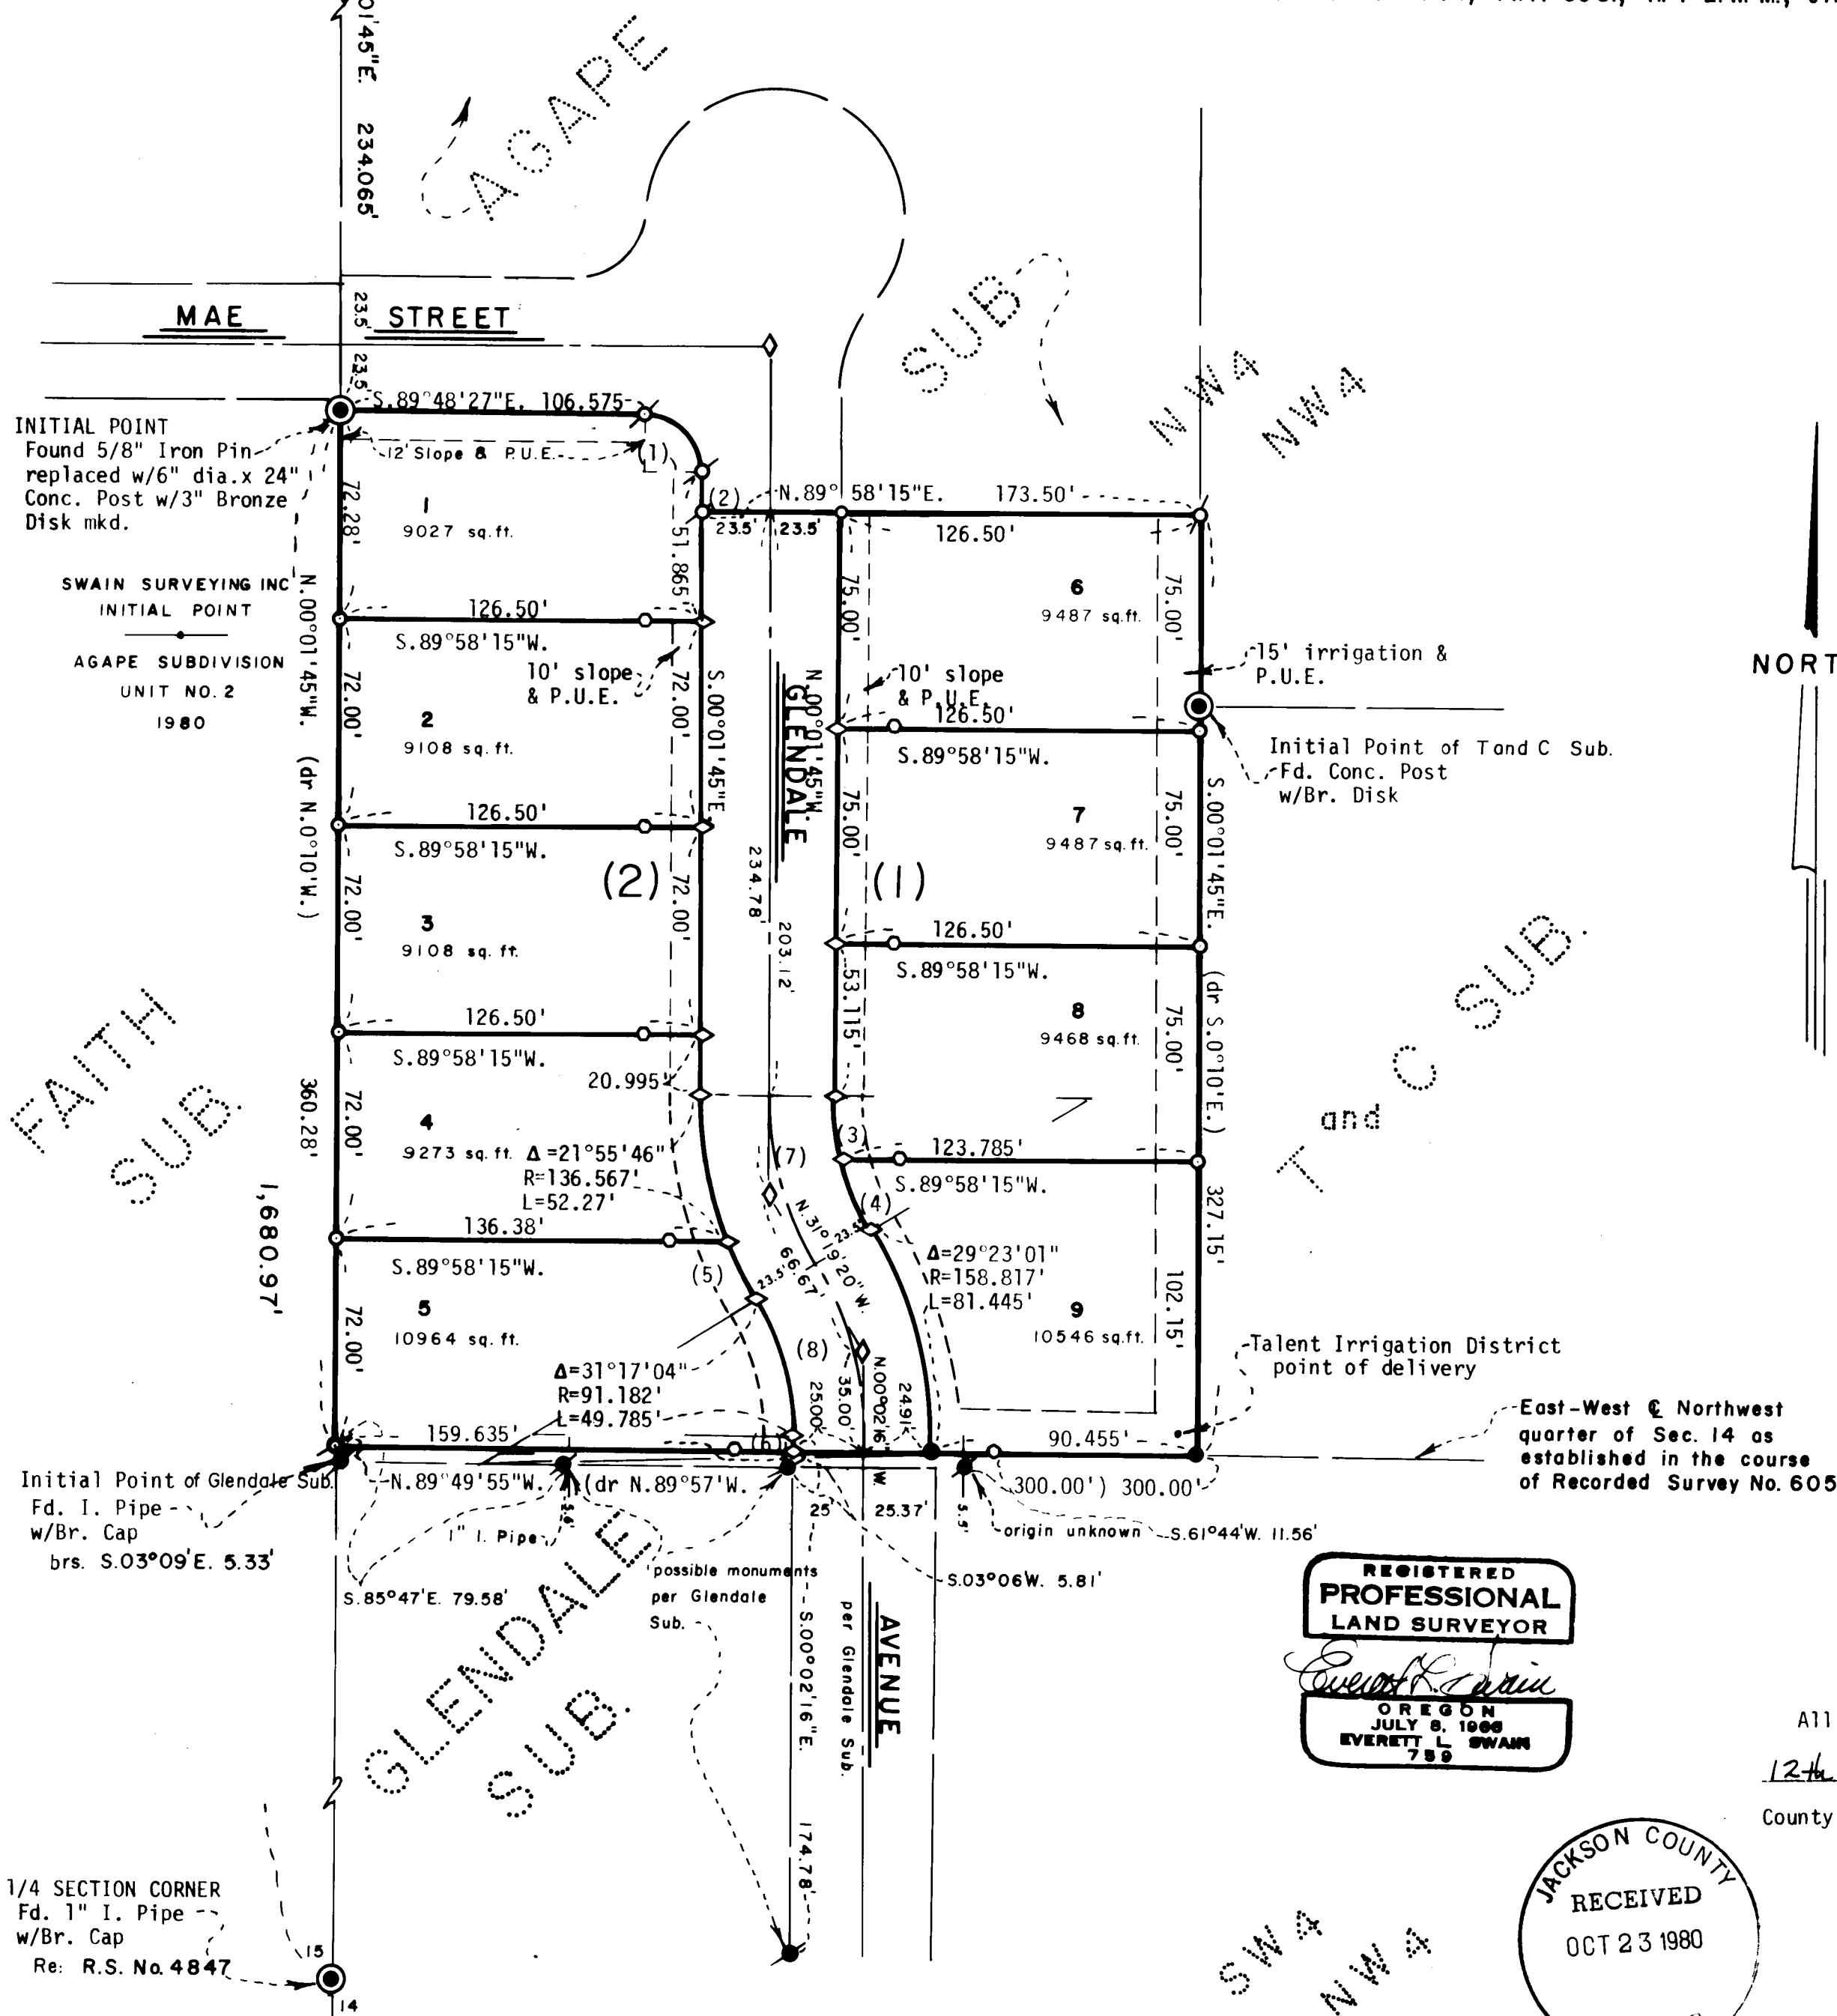 01'45"E. 234.065'
AGAPE
SUB
MAE STREET
23.5'
23.5'
S.89°48'27"E. 106.575
INITIAL POINT
Found 5/8" Iron Pin
replaced w/6" dia.x 24"
Conc. Post w/3" Bronze
Disk mkd.
SWAIN SURVEYING INC
INITIAL POINT
AGAPE SUBDIVISION
UNIT NO. 2
1980
12' Slope & P.U.E.
(1)
(2)
N.89°58'15"E. 173.50'
23.5' 23.5'
126.50'
NW4
NW4
1
9027 sq. ft.
72.28'
51.865
126.50'
S.89°58'15"W.
10' slope
& P.U.E.
2
9108 sq. ft.
72.00'
72.00'
N.00°01'45"W. (dr N.0°10'W.)
S.00°01'45"E.
126.50'
S.89°58'15"W.
(2)
3
9108 sq. ft.
72.00'
72.00'
126.50'
S.89°58'15"W.
20.995'
4
9273 sq. ft.
72.00'
360.28'
Δ=21°55'46"
R=136.567'
L=52.27'
136.38'
S.89°58'15"W.
(5)
5
10964 sq. ft.
72.00'
1,680.97'
Δ=31°17'04"
R=91.182'
L=49.785'
159.635'
(6)
GLENDALE
N.00°01'45"W.
234.78'
203.12'
(7)
N.31°19'20"W.
66.67'
23.5'
23.5'
(8)
25.00'
35.00'
N.00°02'16"W.
24.91'
6
9487 sq. ft.
75.00'
75.00'
10' slope
& P.U.E.
126.50'
S.89°58'15"W.
15' irrigation &
P.U.E.
Initial Point of T and C Sub.
Fd. Conc. Post
w/Br. Disk
NORT
7
9487 sq. ft.
75.00'
75.00'
S.00°01'45"E.
(1)
126.50'
S.89°58'15"W.
(dr S.0°10'E.)
8
9468 sq. ft.
53.115'
75.00'
(3)
123.785'
S.89°58'15"W.
(4)
327.15'
Δ=29°23'01"
R=158.817'
L=81.445'
9
10546 sq. ft.
102.15'
90.455'
T and C SUB.
FAITH
SUB.
Talent Irrigation District
point of delivery
East-West ℄ Northwest
quarter of Sec. 14 as
established in the course
of Recorded Survey No. 605
Initial Point of Glendale Sub.
Fd. I. Pipe
w/Br. Cap
brs. S.03°09'E. 5.33'
N.89°49'55"W. (dr N.89°57'W. 300.00') 300.00'
5.6'
1" I. Pipe
25'
25.37'
5.5'
origin unknown
S.61°44'W. 11.56'
S.85°47'E. 79.58'
possible monuments
per Glendale
Sub.
S.03°06W. 5.81'
S.00°02'16"E.
174.78'
per Glendale Sub.
AVENUE
GLENDALE
SUB.
REGISTERED
PROFESSIONAL
LAND SURVEYOR
Everett L. Swain
OREGON
JULY 8, 1966
EVERETT L. SWAIN
759
All
12th
County
JACKSON COUNTY
RECEIVED
OCT 23 1980
1/4 SECTION CORNER
Fd. 1" I. Pipe
w/Br. Cap
Re: R.S. No. 4847
15
14
SW4
NW4